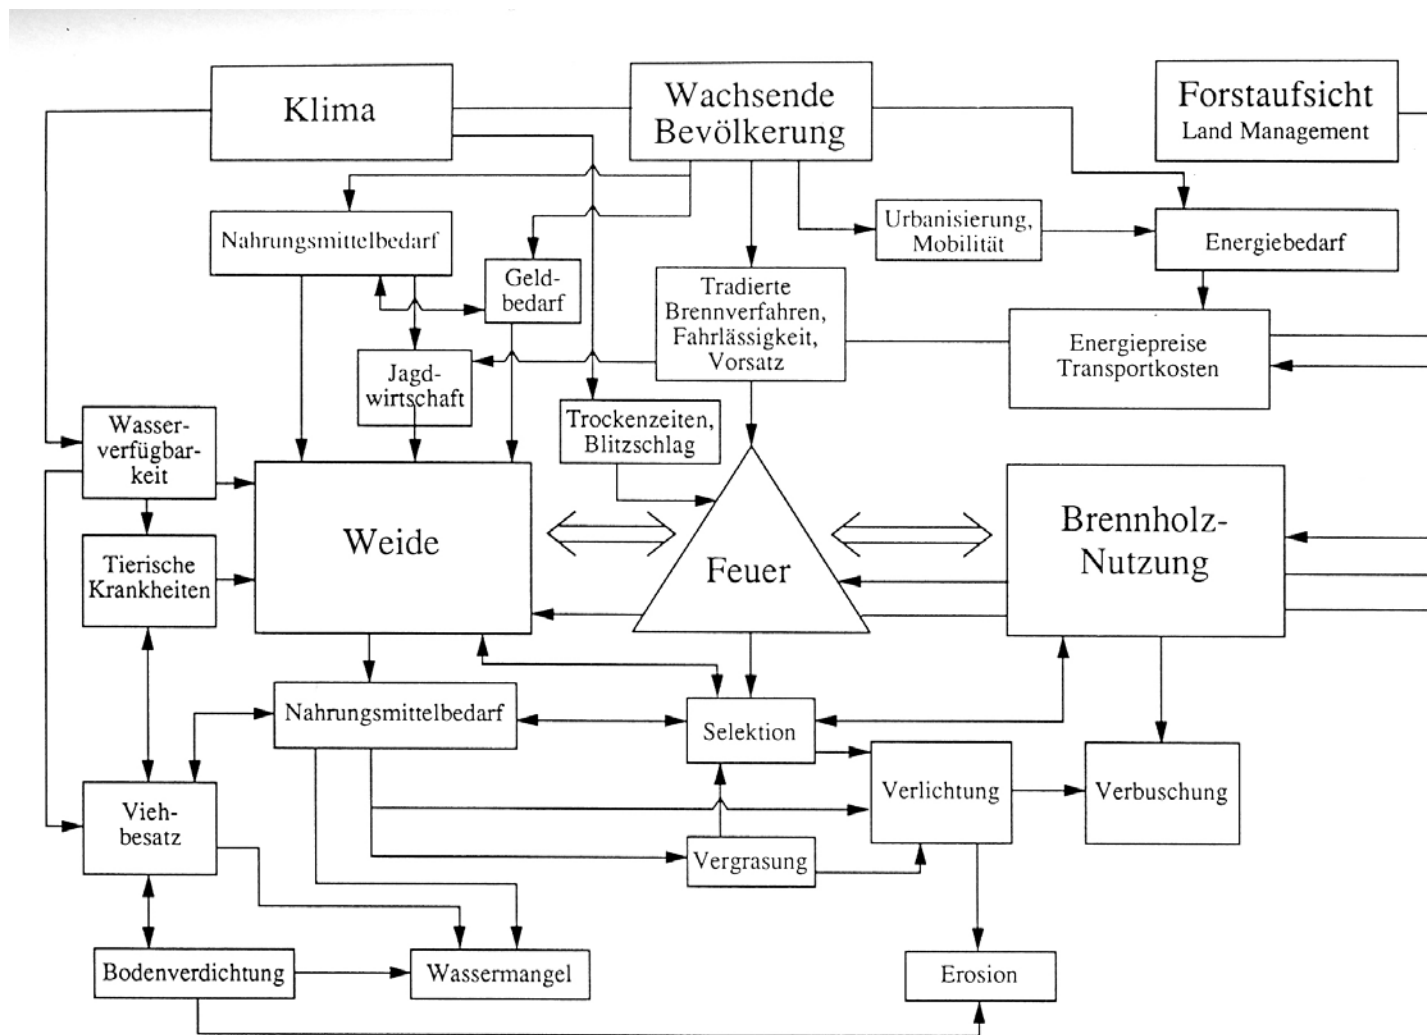 Klima
Wachsende
Bevölkerung
Forstaufsicht
Land Management
Nahrungsmittelbedarf
Geld-
bedarf
Urbanisierung,
Mobilität
Energiebedarf
Tradierte
Brennverfahren,
Fahrlässigkeit,
Vorsatz
Energiepreise
Transportkosten
Jagd-
wirtschaft
Trockenzeiten,
Blitzschlag
Wasser-
verfügbar-
keit
Weide
Feuer
Brennholz-
Nutzung
Tierische
Krankheiten
Nahrungsmittelbedarf
Selektion
Verlichtung
Verbuschung
Vieh-
besatz
Vergrasung
Bodenverdichtung
Wassermangel
Erosion